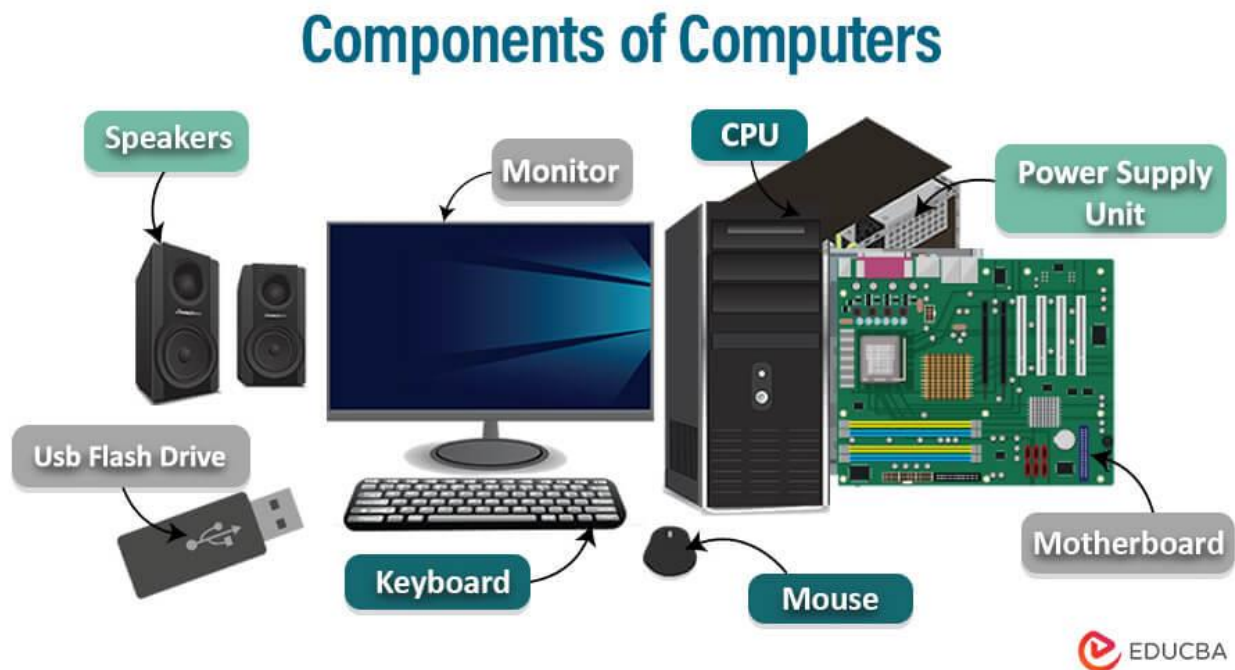 Components of Computers
Speakers
Monitor
CPU
Power Supply
Unit
Usb Flash Drive
Keyboard
Mouse
Motherboard
EDUCBA